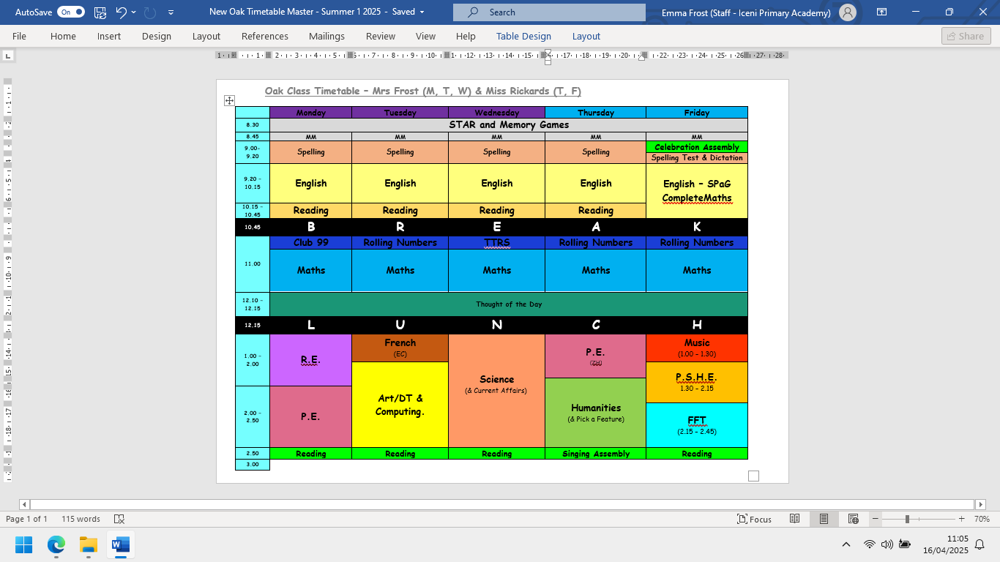 AutoSave On New Oak Timetable Master - Summer 1 2025 - Saved Search Emma Frost (Staff - Iceni Primary Academy)
File Home Insert Design Layout References Mailings Review View Help Table Design Layout Share
Oak Class Timetable – Mrs Frost (M, T, W) & Miss Rickards (T, F)
Monday Tuesday Wednesday Thursday Friday
8.30 STAR and Memory Games
8.45 MM MM MM MM MM
9.00- 9.20 Spelling Spelling Spelling Spelling Celebration Assembly
Spelling Test & Dictation
9.20 – 10.15 English English English English English – SPaG
CompleteMaths
10.15 – 10.45 Reading Reading Reading Reading
10.45 B R E A K
11.00 Club 99 Rolling Numbers TTRS Rolling Numbers Rolling Numbers
Maths Maths Maths Maths Maths
12.10 – 12.15 Thought of the Day
12.15 L U N C H
1.00 – 2.00 R.E. French (EC) Science (& Current Affairs) P.E. Music (1.00 – 1.30)
Art/DT & Computing. P.S.H.E. 1.30 – 2.15
2.00 – 2.50 P.E. Humanities (& Pick a Feature) FFT (2.15 – 2.45)
2.50 Reading Reading Reading Singing Assembly Reading
3.00
Page 1 of 1 115 words Focus 70%
11:05
16/04/2025